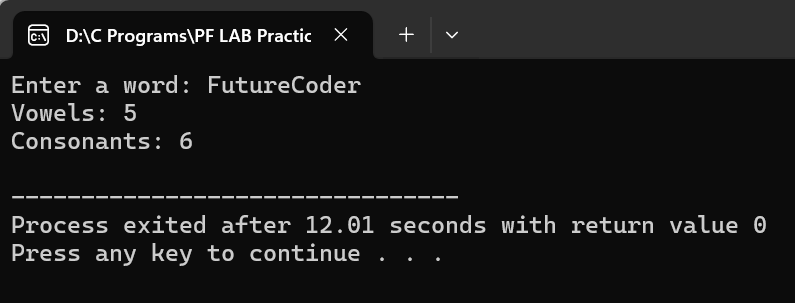 D:\C Programs\PF LAB Practic
Enter a word: FutureCoder
Vowels: 5
Consonants: 6
--------------------------------
Process exited after 12.01 seconds with return value 0
Press any key to continue . . .